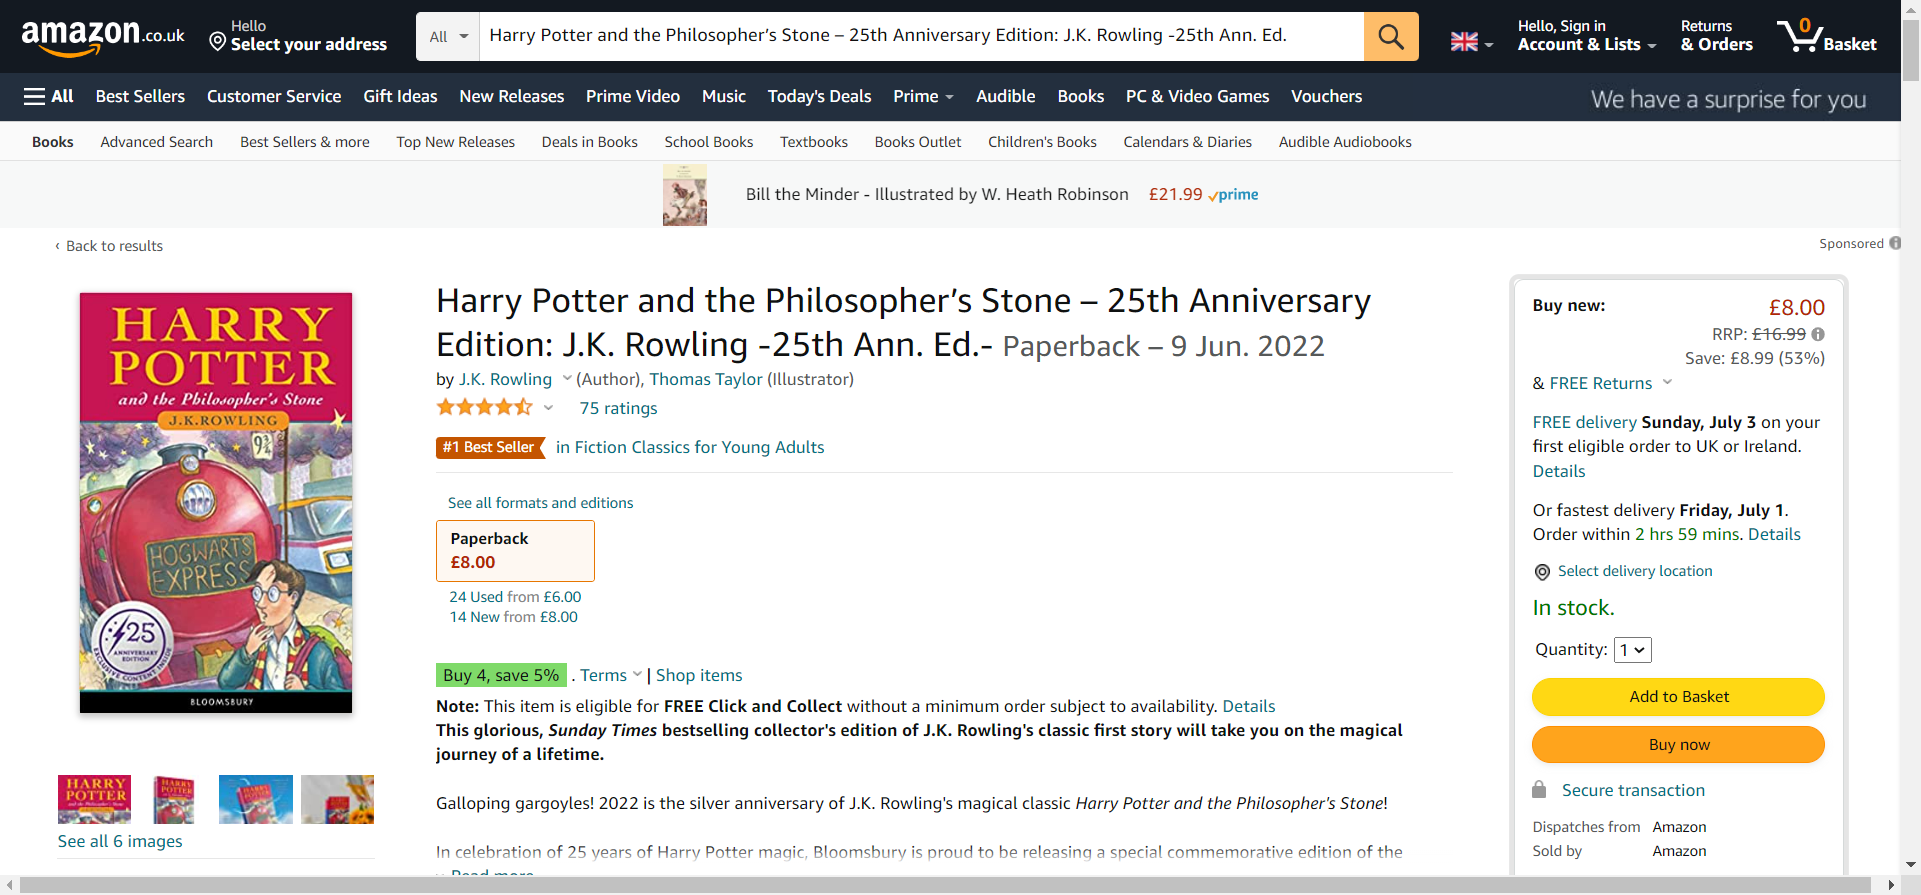 amazon.co.uk
Hello
Select your address
All
Harry Potter and the Philosopher's Stone – 25th Anniversary Edition: J.K. Rowling -25th Ann. Ed.
Hello, Sign in
Account & Lists
Returns
& Orders
0
Basket
All
Best Sellers
Customer Service
Gift Ideas
New Releases
Prime Video
Music
Today's Deals
Prime
Audible
Books
PC & Video Games
Vouchers
We have a surprise for you
Books
Advanced Search
Best Sellers & more
Top New Releases
Deals in Books
School Books
Textbooks
Books Outlet
Children's Books
Calendars & Diaries
Audible Audiobooks
Bill the Minder - Illustrated by W. Heath Robinson £21.99 prime
‹ Back to results
Sponsored
HARRY
POTTER
and the Philosopher's Stone
J.K.ROWLING
9¾
HOGWARTS
EXPRESS
25
ANNIVERSARY
EDITION
EXCLUSIVE CONTENT INSIDE
BLOOMSBURY
HARRY
POTTER
and the Philosopher's Stone
HARRY
POTTER
See all 6 images
Harry Potter and the Philosopher's Stone – 25th Anniversary
Edition: J.K. Rowling -25th Ann. Ed.- Paperback – 9 Jun. 2022
by J.K. Rowling (Author), Thomas Taylor (Illustrator)
75 ratings
#1 Best Seller in Fiction Classics for Young Adults
See all formats and editions
Paperback
£8.00
24 Used from £6.00
14 New from £8.00
Buy 4, save 5% . Terms | Shop items
Note: This item is eligible for FREE Click and Collect without a minimum order subject to availability. Details
This glorious, Sunday Times bestselling collector's edition of J.K. Rowling's classic first story will take you on the magical
journey of a lifetime.
Galloping gargoyles! 2022 is the silver anniversary of J.K. Rowling's magical classic Harry Potter and the Philosopher's Stone!
In celebration of 25 years of Harry Potter magic, Bloomsbury is proud to be releasing a special commemorative edition of the
Read more
Buy new:
£8.00
RRP: £16.99
Save: £8.99 (53%)
& FREE Returns
FREE delivery Sunday, July 3 on your
first eligible order to UK or Ireland.
Details
Or fastest delivery Friday, July 1.
Order within 2 hrs 59 mins. Details
Select delivery location
In stock.
Quantity: 1
Add to Basket
Buy now
Secure transaction
Dispatches from Amazon
Sold by Amazon